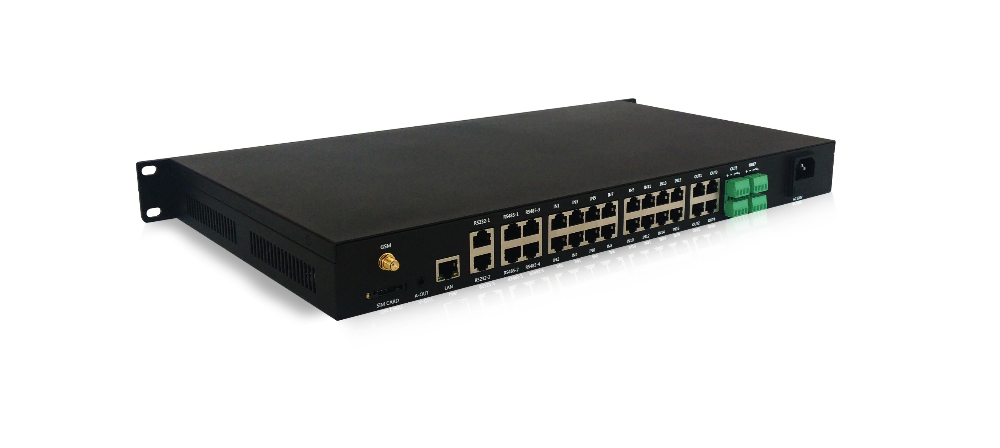 GSM
SIM CARD
A-OUT
LAN
RS232-1
RS232-2
RS485-1 RS485-3
RS485-2 RS485-4
IN1 IN3 IN5 IN7
IN2 IN4 IN6 IN8
IN9 IN11 IN13 IN15
IN10 IN12 IN14 IN16
OUT1 OUT3
OUT2 OUT4
OUT5 OUT7
+ - + -
AC 220V